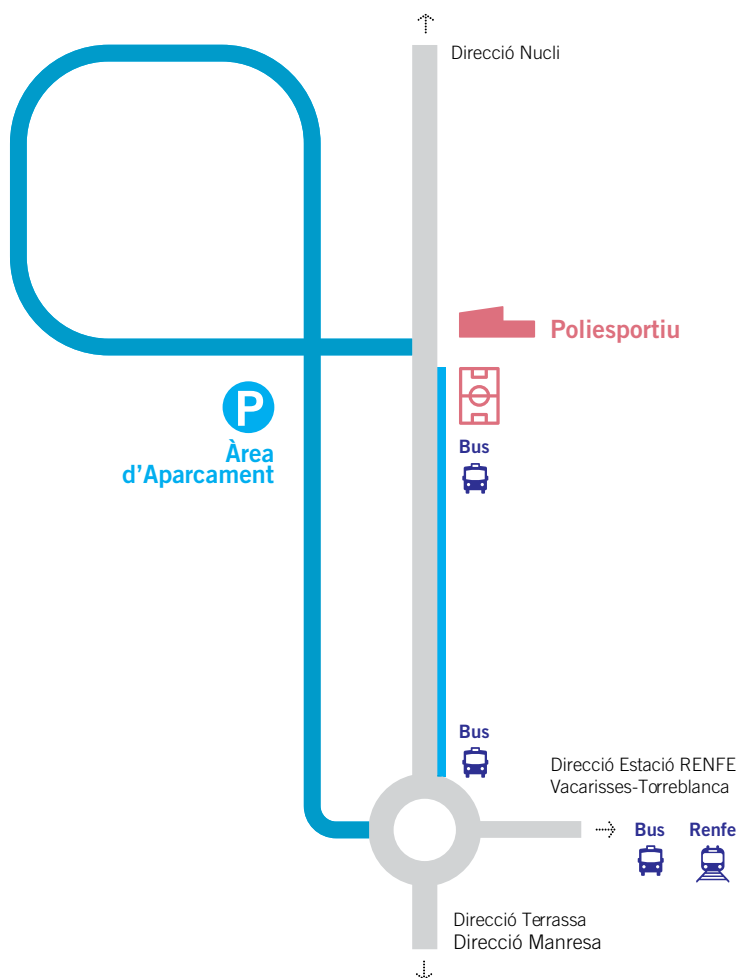 Direcció Nucli
Poliesportiu
P
Àrea
d'Aparcament
Bus
Bus
Direcció Estació RENFE
Vacarisses-Torreblanca
Bus Renfe
Direcció Terrassa
Direcció Manresa